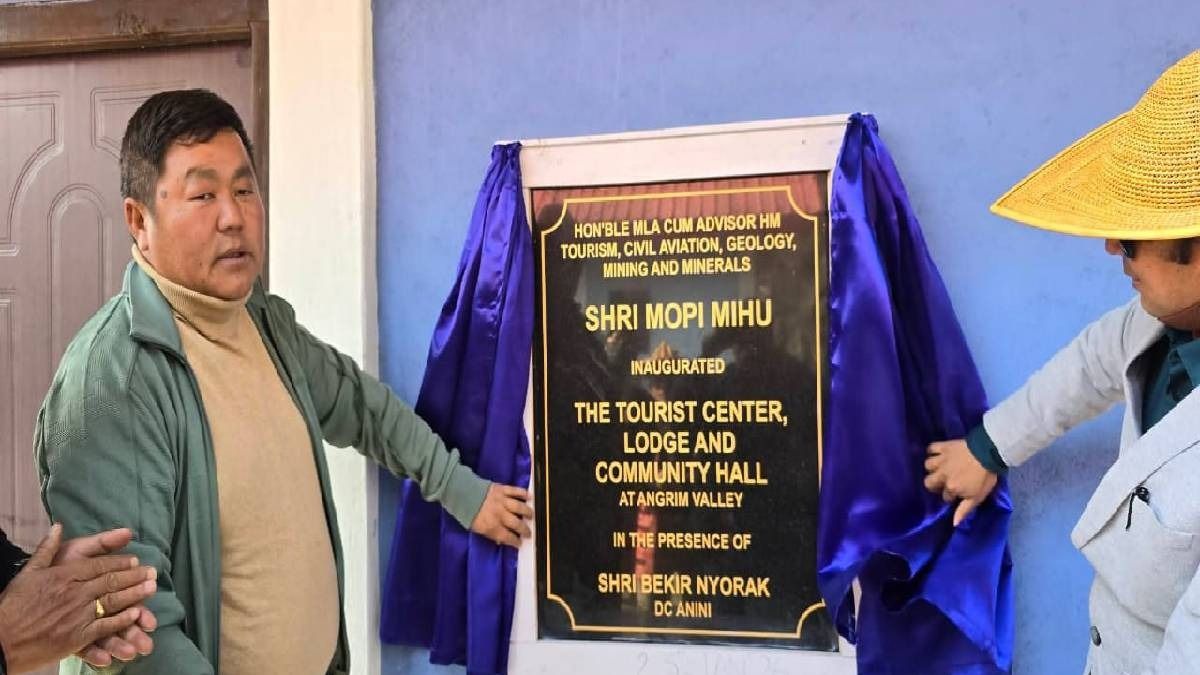 HON'BLE MLA CUM ADVISOR HM
TOURISM, CIVIL AVIATION, GEOLOGY,
MINING AND MINERALS
SHRI MOPI MIHU
INAUGURATED
THE TOURIST CENTER,
LODGE AND
COMMUNITY HALL
AT ANGRIM VALLEY
IN THE PRESENCE OF
SHRI BEKIR NYORAK
DC ANINI